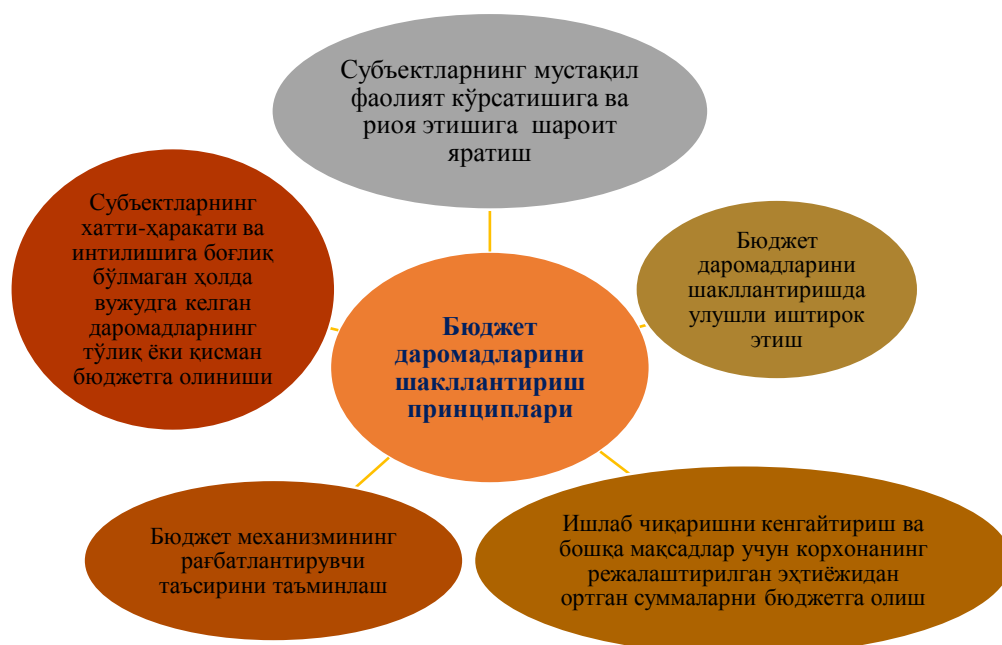 Субъектларнинг мустақил
фаолият кўрсатишига ва
риоя этишига шароит
яратиш
Субъектларнинг
хатти-ҳаракати ва
интилишига боғлиқ
бўлмаган ҳолда
вужудга келган
даромадларнинг
тўлиқ ёки қисман
бюджетга олиниши
Бюджет
даромадларини
шакллантиришда
улушли иштирок
этиш
Бюджет
даромадларини
шакллантириш
принциплари
Бюджет механизмининг
рағбатлантирувчи
таъсирини таъминлаш
Ишлаб чиқаришни кенгайтириш ва
бошқа мақсадлар учун корхонанинг
режалаштирилган эҳтиёжидан
ортган суммаларни бюджетга олиш